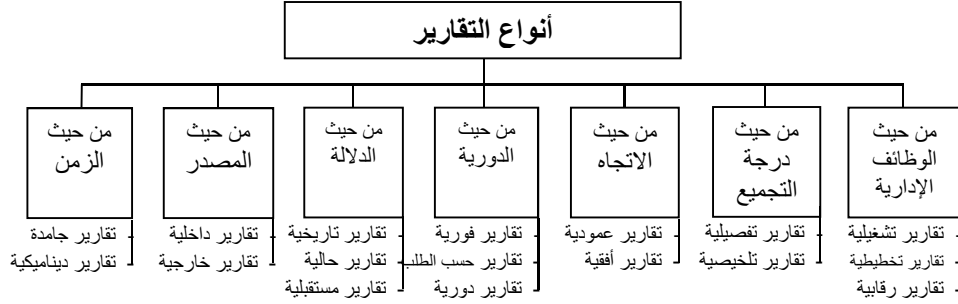 أنواع التقارير
من حيث
الوظائف
الإدارية
- تقارير تشغيلية
- تقارير تخطيطية
- تقارير رقابية
من حيث
درجة
التجميع
- تقارير تفصيلية
- تقارير تلخيصية
من حيث
الاتجاه
- تقارير عمودية
- تقارير أفقية
من حيث
الدورية
- تقارير فورية
- تقارير حسب الطلب
- تقارير دورية
من حيث
الدلالة
- تقارير تاريخية
- تقارير حالية
- تقارير مستقبلية
من حيث
المصدر
- تقارير داخلية
- تقارير خارجية
من حيث
الزمن
- تقارير جامدة
- تقارير ديناميكية